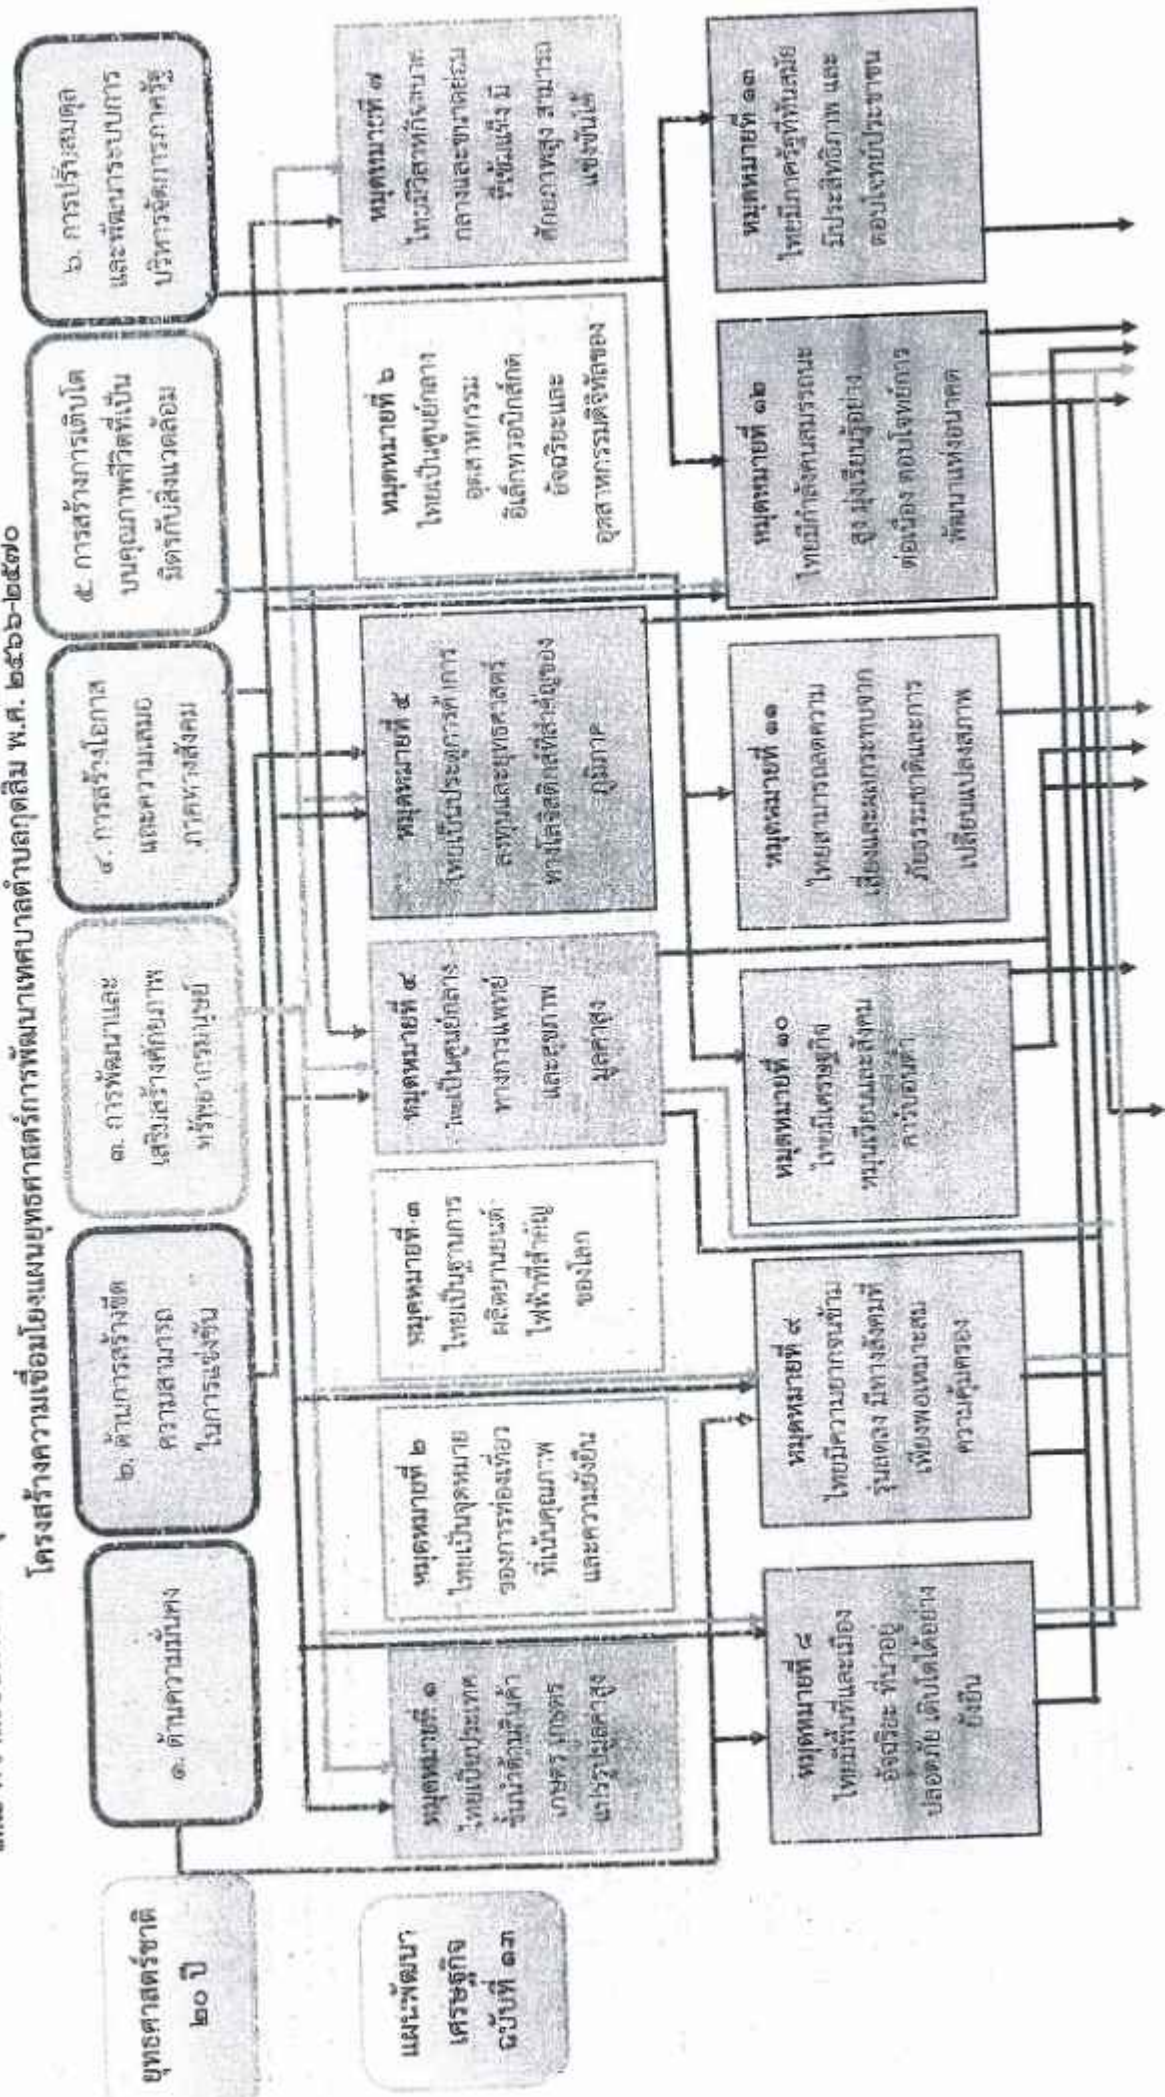 โครงสร้างความเชื่อมโยงแผนยุทธศาสตร์การพัฒนาเทศบาลตำบลกุดสิม พ.ศ. ๒๕๖๖-๒๕๗๐
ยุทธศาสตร์ชาติ
๒๐ ปี
๑. ด้านความมั่นคง
๒. ด้านการสร้างขีด
ความสามารถ
ในการแข่งขัน
๓. การพัฒนาและ
เสริมสร้างศักยภาพ
ทรัพยากรมนุษย์
๔. การสร้างโอกาส
และความเสมอ
ภาคทางสังคม
๕. การสร้างการเติบโต
บนคุณภาพชีวิตที่เป็น
มิตรกับสิ่งแวดล้อม
๖. การปรับสมดุล
และพัฒนาระบบการ
บริหารจัดการภาครัฐ
แผนพัฒนา
เศรษฐกิจ
ฉบับที่ ๑๓
หมุดหมายที่ ๑
ไทยเป็นประเทศ
ชั้นนำด้านสินค้า
เกษตร เกษตร
แปรรูปมูลค่าสูง
หมุดหมายที่ ๒
ไทยเป็นจุดหมาย
ของการท่องเที่ยว
ที่เน้นคุณภาพ
และความยั่งยืน
หมุดหมายที่ ๓
ไทยเป็นฐานการ
ผลิตยานยนต์
ไฟฟ้าที่สำคัญ
ของโลก
หมุดหมายที่ ๔
ไทยเป็นศูนย์กลาง
ทางการแพทย์
และสุขภาพ
มูลค่าสูง
หมุดหมายที่ ๕
ไทยเป็นประตูการค้าการ
ลงทุนและยุทธศาสตร์
ทางโลจิสติกส์ที่สำคัญของ
ภูมิภาค
หมุดหมายที่ ๖
ไทยเป็นศูนย์กลาง
อุตสาหกรรม
อิเล็กทรอนิกส์กต
อัจฉริยะและ
อุตสาหกรรมดิจิทัลของ
หมุดหมายที่ ๗
ไทยมีวิสาหกิจขนาด
กลางและขนาดย่อม
ที่เข้มแข็ง มี
ศักยภาพสูง สามารถ
แข่งขันได้
หมุดหมายที่ ๘
ไทยมีพื้นที่และเมือง
อัจฉริยะ ที่น่าอยู่
ปลอดภัย เติบโตได้อย่าง
ยั่งยืน
หมุดหมายที่ ๙
ไทยมีความยากจนข้าม
รุ่นลดลง มีทางสังคมที่
เพียงพอเหมาะสม
ความคุ้มครอง
หมุดหมายที่ ๑๐
ไทยมีเศรษฐกิจ
หมุนเวียนและสังคม
คาร์บอนต่ำ
หมุดหมายที่ ๑๑
ไทยสามารถลดความ
เสี่ยงและผลกระทบจาก
ภัยธรรมชาติและการ
เปลี่ยนแปลงสภาพ
หมุดหมายที่ ๑๒
ไทยมีกำลังคนสมรรถนะ
สูง มุ่งเรียนรู้อย่าง
ต่อเนื่อง ตอบโจทย์การ
พัฒนาแห่งอนาคต
หมุดหมายที่ ๑๓
ไทยมีภาครัฐที่ทันสมัย
มีประสิทธิภาพ และ
ตอบโจทย์ประชาชน